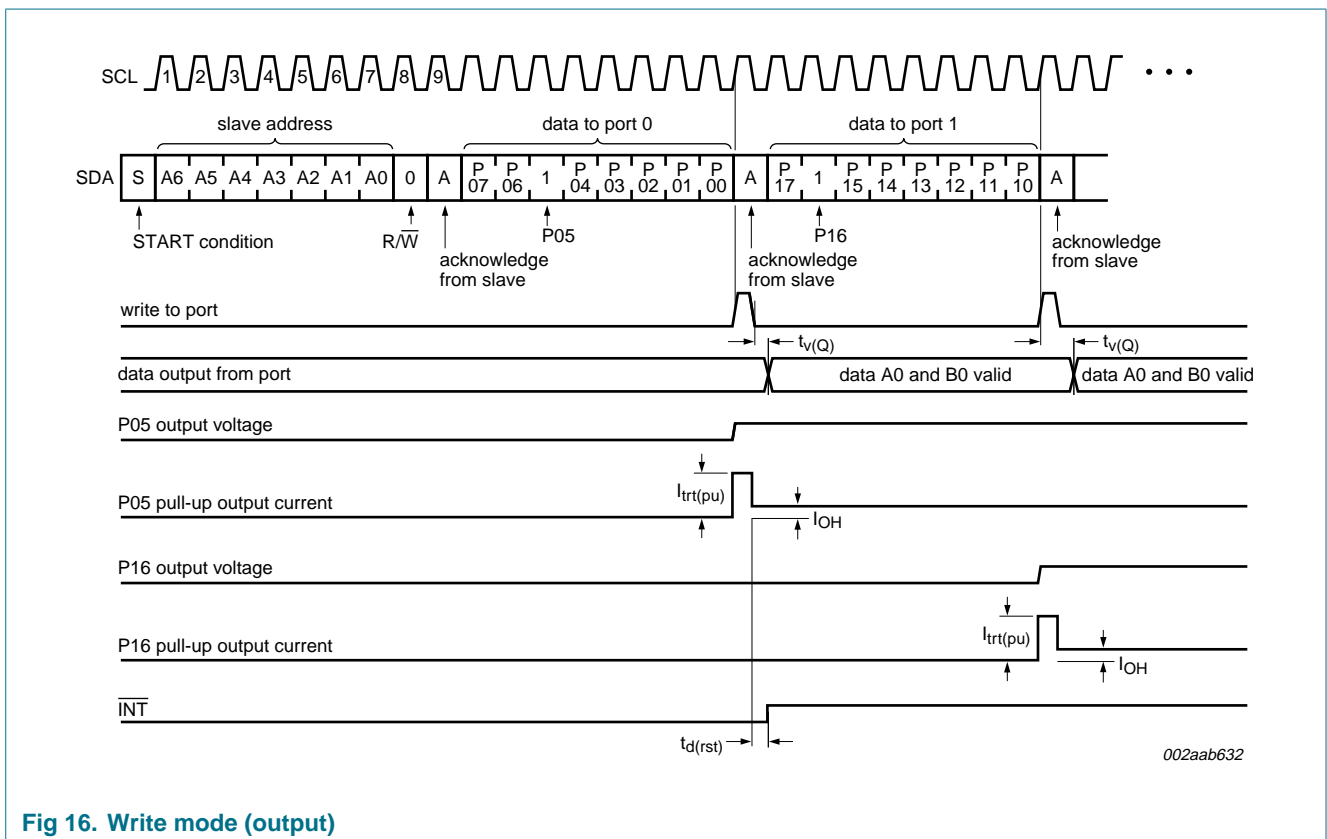 SCL 1 2 3 4 5 6 7 8 9
slave address data to port 0 data to port 1
SDA S A6 A5 A4 A3 A2 A1 A0 0 A P07 P06 1 P04 P03 P02 P01 P00 A P17 1 P15 P14 P13 P12 P11 P10 A
START condition R/W̅ P05 P16
acknowledge from slave
acknowledge from slave
acknowledge from slave
write to port
tv(Q) tv(Q)
data output from port data A0 and B0 valid data A0 and B0 valid
P05 output voltage
Itrt(pu)
P05 pull-up output current
IOH
P16 output voltage
Itrt(pu)
P16 pull-up output current
IOH
I̅N̅T̅
td(rst)
002aab632
Fig 16. Write mode (output)